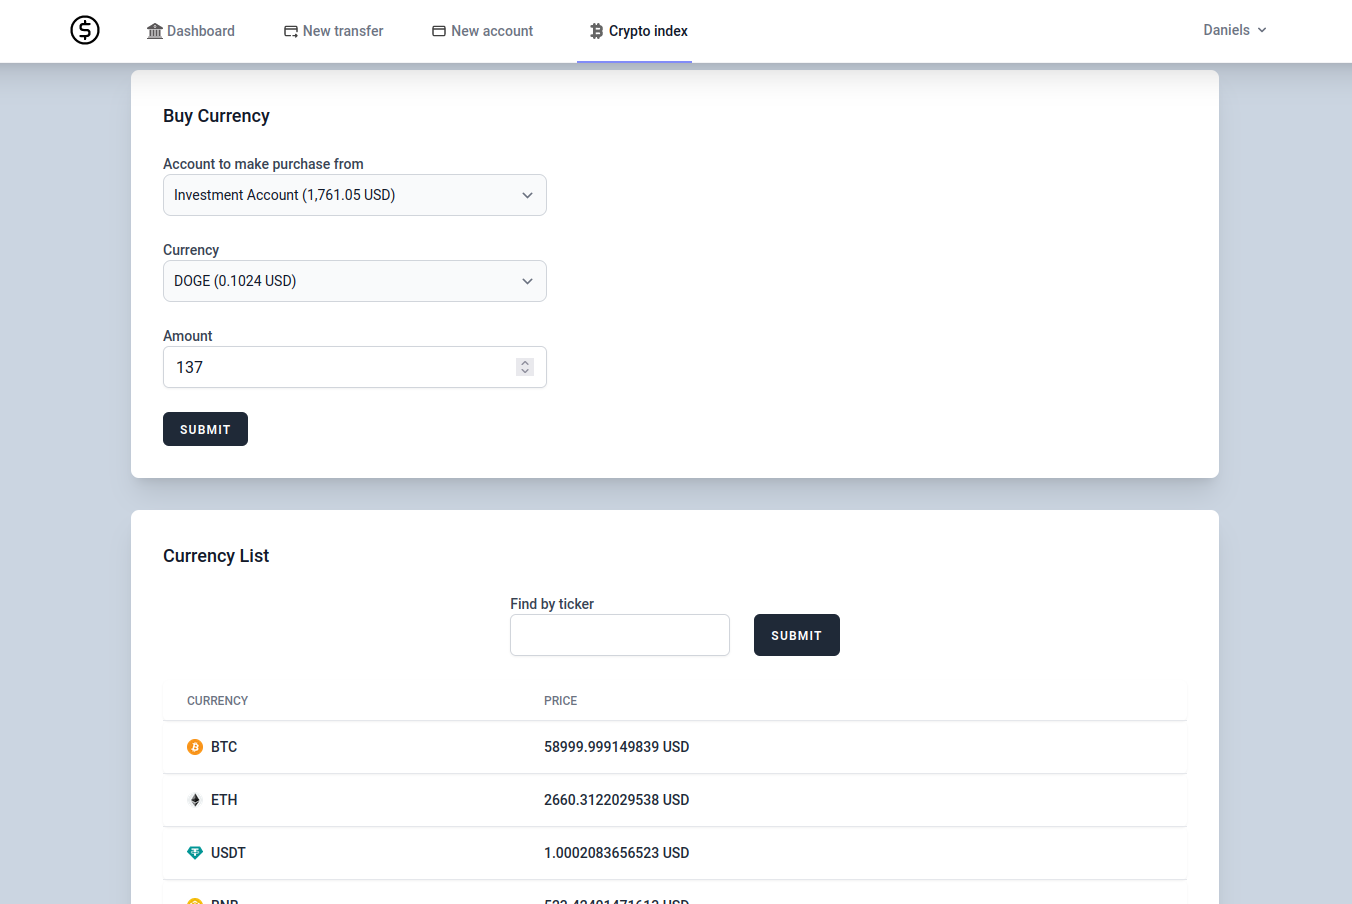 Dashboard
New transfer
New account
Crypto index
Daniels
Buy Currency
Account to make purchase from
Investment Account (1,761.05 USD)
Currency
DOGE (0.1024 USD)
Amount
137
SUBMIT
Currency List
Find by ticker
SUBMIT
CURRENCY PRICE
BTC 58999.999149839 USD
ETH 2660.3122029538 USD
USDT 1.0002083656523 USD